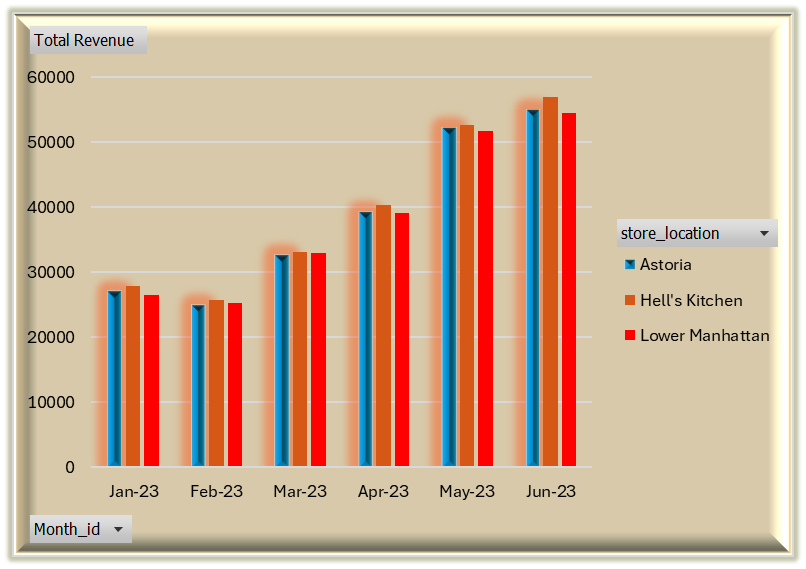 Total Revenue
60000
50000
40000
30000
20000
10000
0
Jan-23 Feb-23 Mar-23 Apr-23 May-23 Jun-23
store_location
Astoria
Hell's Kitchen
Lower Manhattan
Month_id